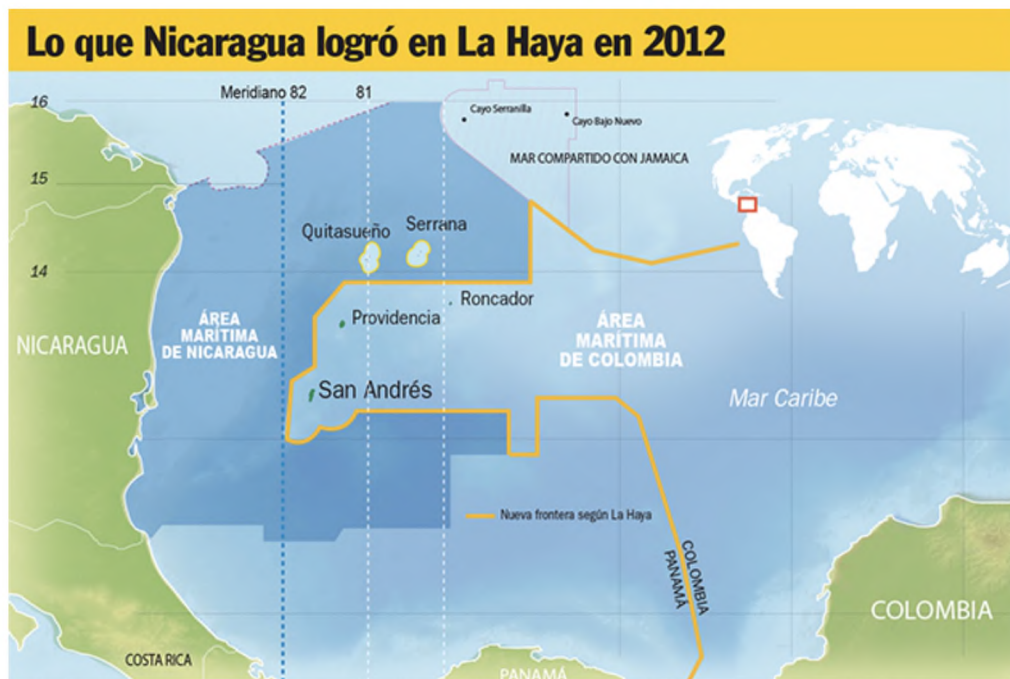 Lo que Nicaragua logró en La Haya en 2012
Meridiano 82
81
16
Cayo Serranilla
Cayo Bajo Nuevo
MAR COMPARTIDO CON JAMAICA
15
Quitasueño
Serrana
14
Roncador
Providencia
ÁREA
MARÍTIMA
DE NICARAGUA
ÁREA
MARÍTIMA
DE COLOMBIA
NICARAGUA
San Andrés
Mar Caribe
Nueva frontera según La Haya
COLOMBIA
PANAMÁ
COLOMBIA
COSTA RICA
PANAMÁ